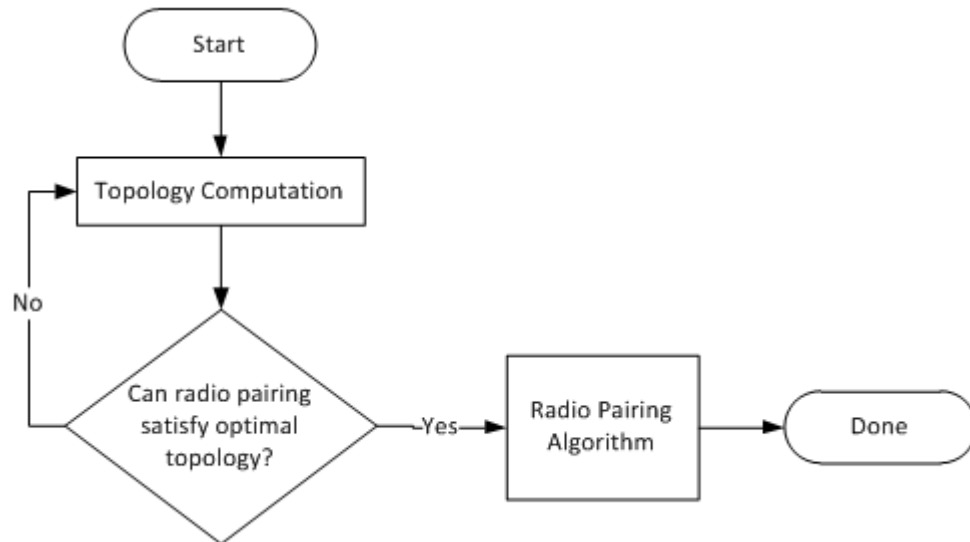 Start
Topology Computation
No
Can radio pairing
satisfy optimal
topology?
Yes
Radio Pairing
Algorithm
Done